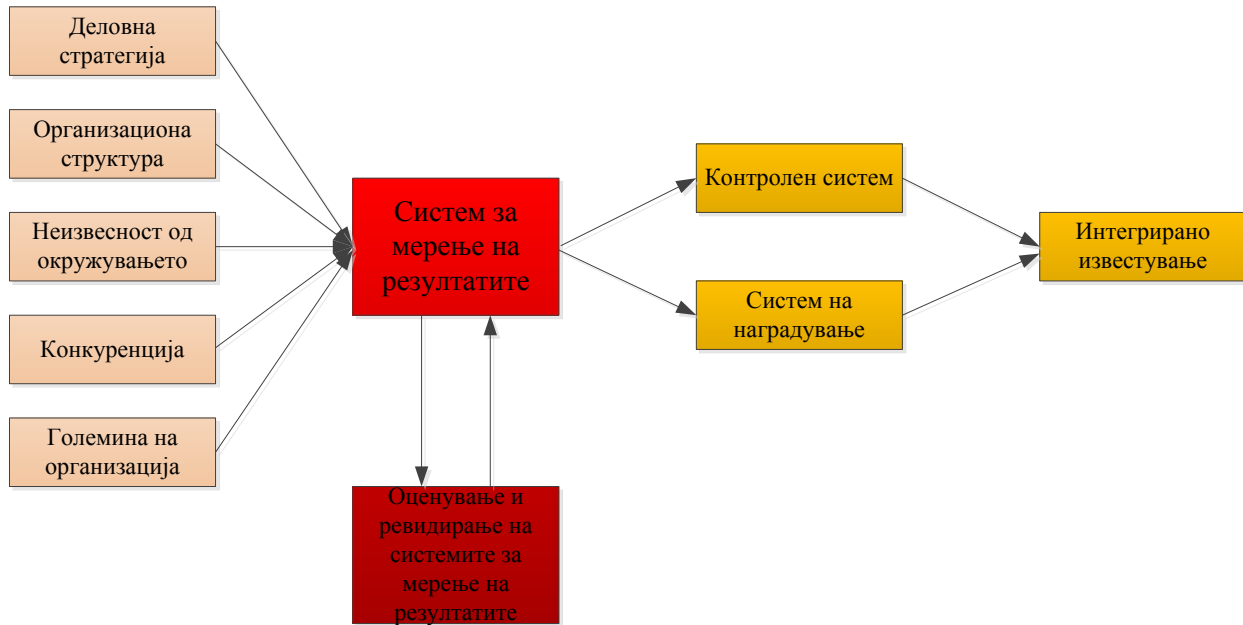 Деловна
стратегија
Организациона
структура
Неизвесност од
окружувањето
Конкуренција
Големина на
организација
Систем за
мерење на
резултатите
Оценување и
ревидирање на
системите за
мерење на
резултатите
Контролен систем
Систем на
наградување
Интегрирано
известување